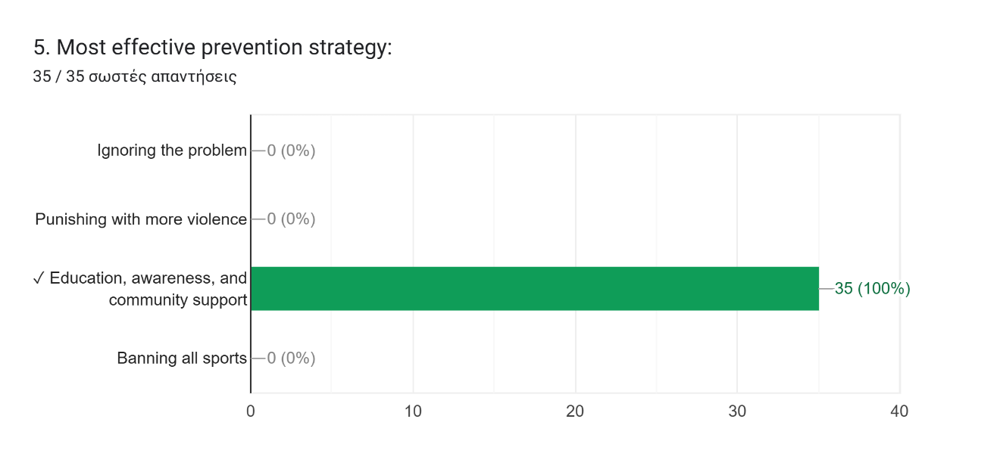 5. Most effective prevention strategy:
35 / 35 σωστές απαντήσεις
Ignoring the problem 0 (0%)
Punishing with more violence 0 (0%)
✓ Education, awareness, and
community support 35 (100%)
Banning all sports 0 (0%)
0 10 20 30 40